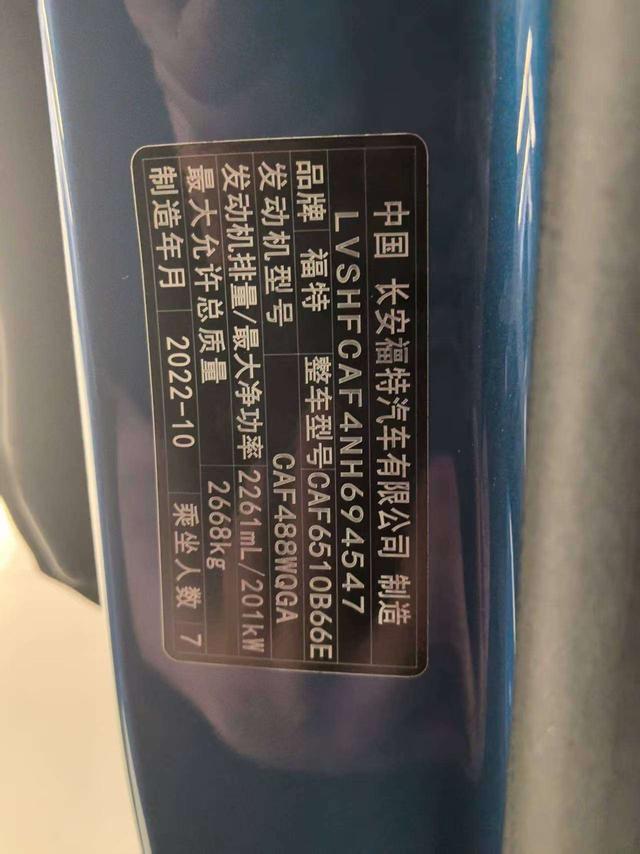 中国 长安福特汽车有限公司 制造
LVSHFCAF4NH694547
品牌 福特 整车型号 CAF6510B66E
发动机型号 CAF488WQGA
发动机排量/最大净功率 2261mL/201kW
最大允许总质量 2668kg
制造年月 2022-10 乘坐人数 7